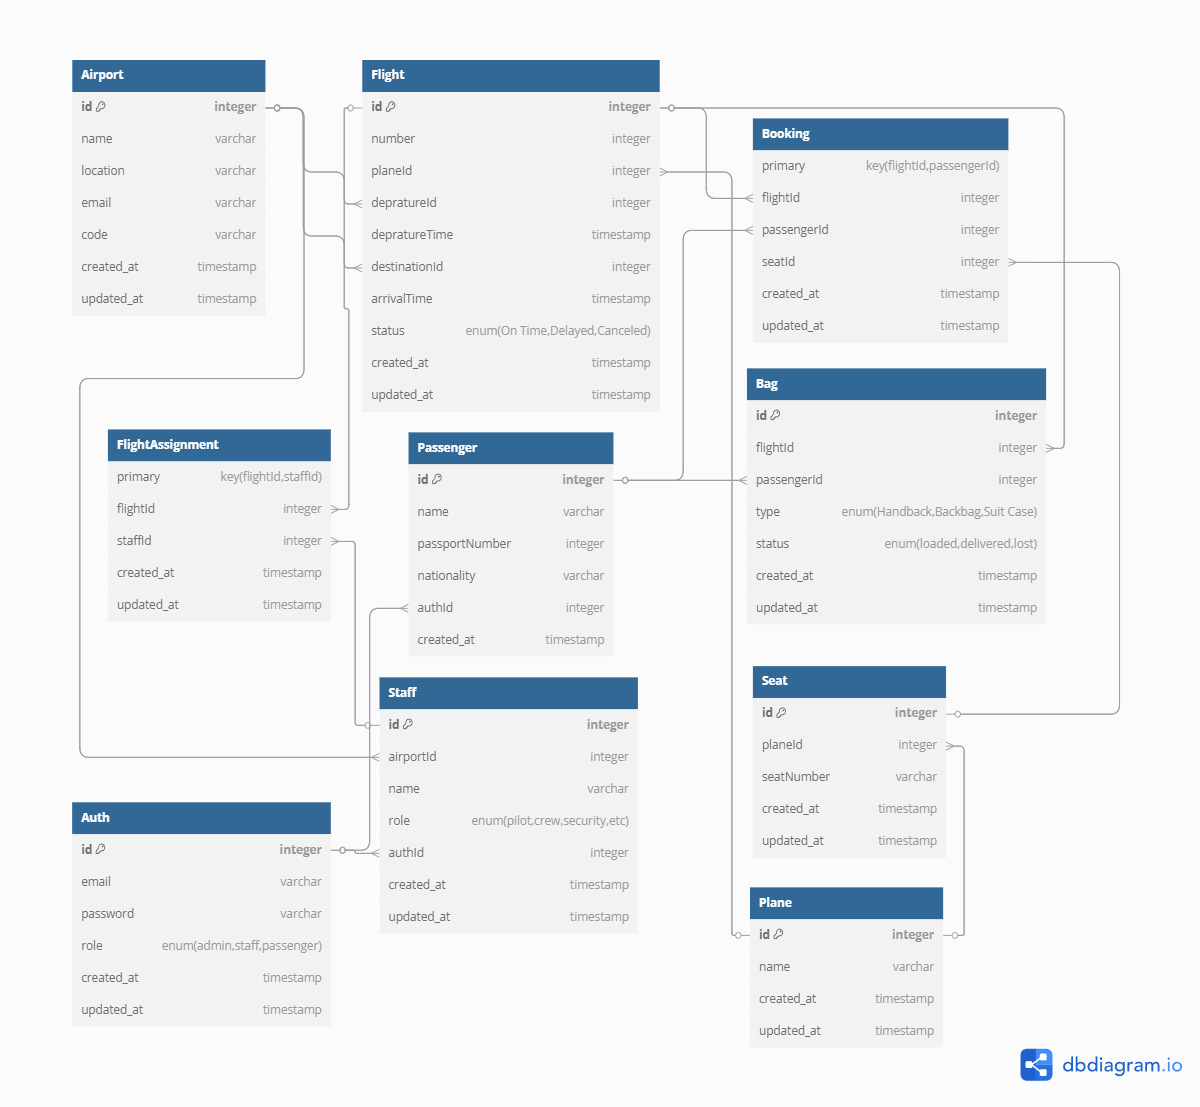 Airport
id integer
name varchar
location varchar
email varchar
code varchar
created_at timestamp
updated_at timestamp
Flight
id integer
number integer
planeId integer
depratureId integer
depratureTime timestamp
destinationId integer
arrivalTime timestamp
status enum(On Time,Delayed,Canceled)
created_at timestamp
updated_at timestamp
Booking
primary key(flightId,passengerId)
flightId integer
passengerId integer
seatId integer
created_at timestamp
updated_at timestamp
Bag
id integer
flightId integer
passengerId integer
type enum(Handback,Backbag,Suit Case)
status enum(loaded,delivered,lost)
created_at timestamp
updated_at timestamp
FlightAssignment
primary key(flightId,staffId)
flightId integer
staffId integer
created_at timestamp
updated_at timestamp
Passenger
id integer
name varchar
passportNumber integer
nationality varchar
authId integer
created_at timestamp
Staff
id integer
airportId integer
name varchar
role enum(pilot,crew,security,etc)
authId integer
created_at timestamp
updated_at timestamp
Seat
id integer
planeId integer
seatNumber varchar
created_at timestamp
updated_at timestamp
Auth
id integer
email varchar
password varchar
role enum(admin,staff,passenger)
created_at timestamp
updated_at timestamp
Plane
id integer
name varchar
created_at timestamp
updated_at timestamp
dbdiagram.io